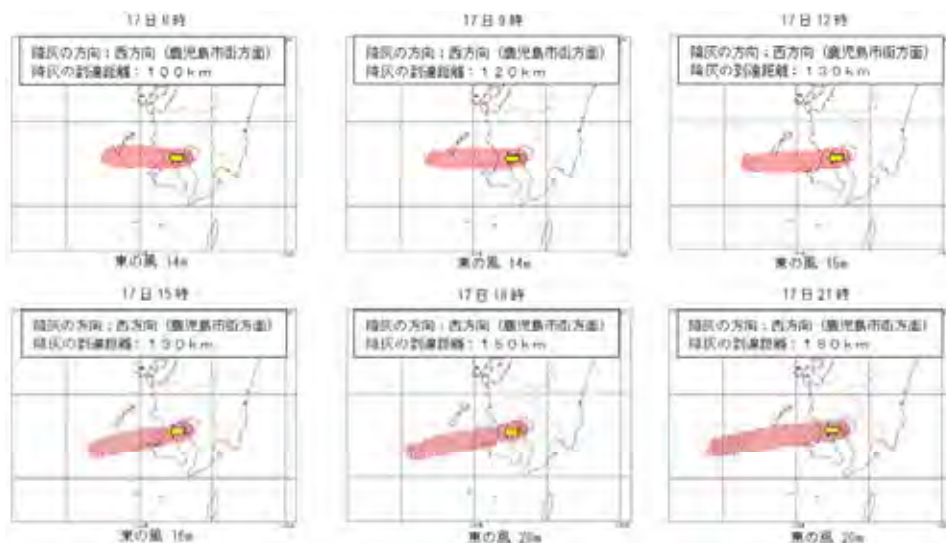 17日6時
降灰の方向:西方向(鹿児島市街方面)
降灰の到達距離:100km
東の風 14m
17日9時
降灰の方向:西方向(鹿児島市街方面)
降灰の到達距離:120km
東の風 14m
17日12時
降灰の方向:西方向(鹿児島市街方面)
降灰の到達距離:130km
東の風 15m
17日15時
降灰の方向:西方向(鹿児島市街方面)
降灰の到達距離:130km
東の風 16m
17日18時
降灰の方向:西方向(鹿児島市街方面)
降灰の到達距離:150km
東の風 20m
17日21時
降灰の方向:西方向(鹿児島市街方面)
降灰の到達距離:180km
東の風 20m